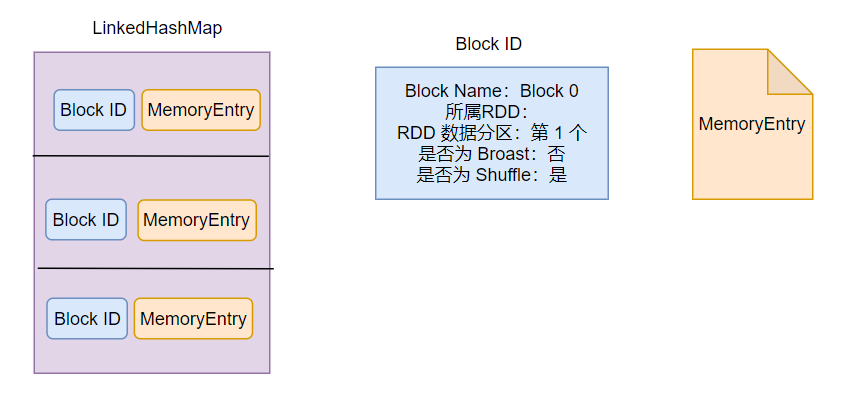 LinkedHashMap
Block ID
MemoryEntry
Block ID
MemoryEntry
Block ID
MemoryEntry
Block ID
Block Name：Block 0
所属RDD：
RDD 数据分区：第 1 个
是否为 Broast：否
是否为 Shuffle：是
MemoryEntry